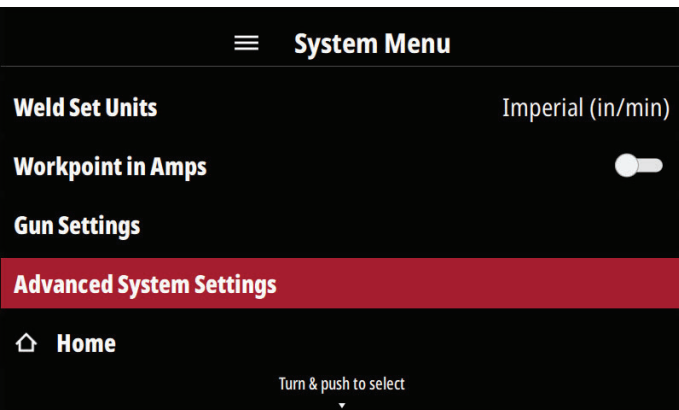 System Menu
Weld Set Units Imperial (in/min)
Workpoint in Amps
Gun Settings
Advanced System Settings
Home
Turn & push to select